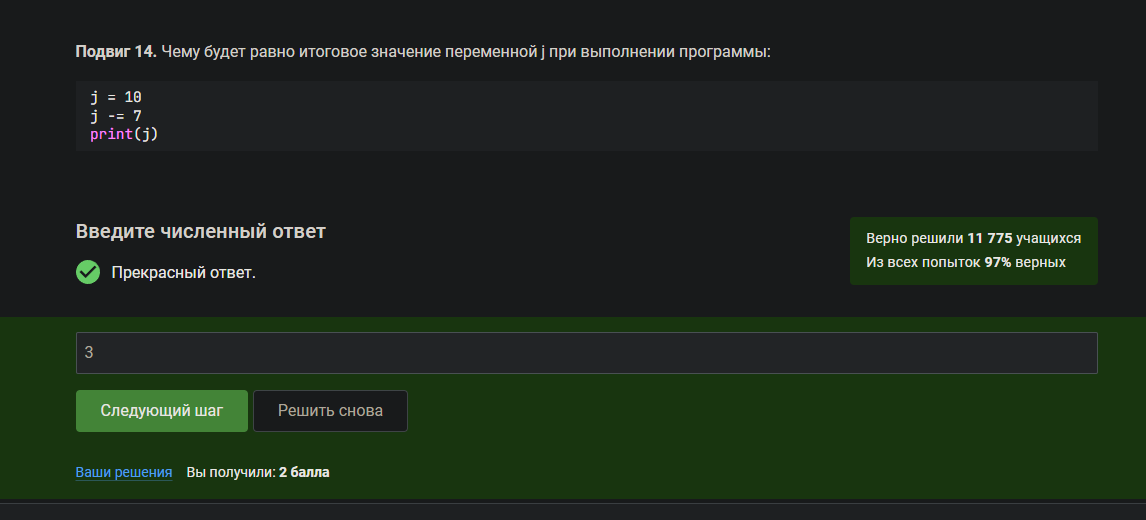 Подвиг 14. Чему будет равно итоговое значение переменной j при выполнении программы:
j = 10
j -= 7
print(j)
Введите численный ответ
Прекрасный ответ.
Верно решили 11 775 учащихся
Из всех попыток 97% верных
3
Следующий шаг
Решить снова
Ваши решения Вы получили: 2 балла